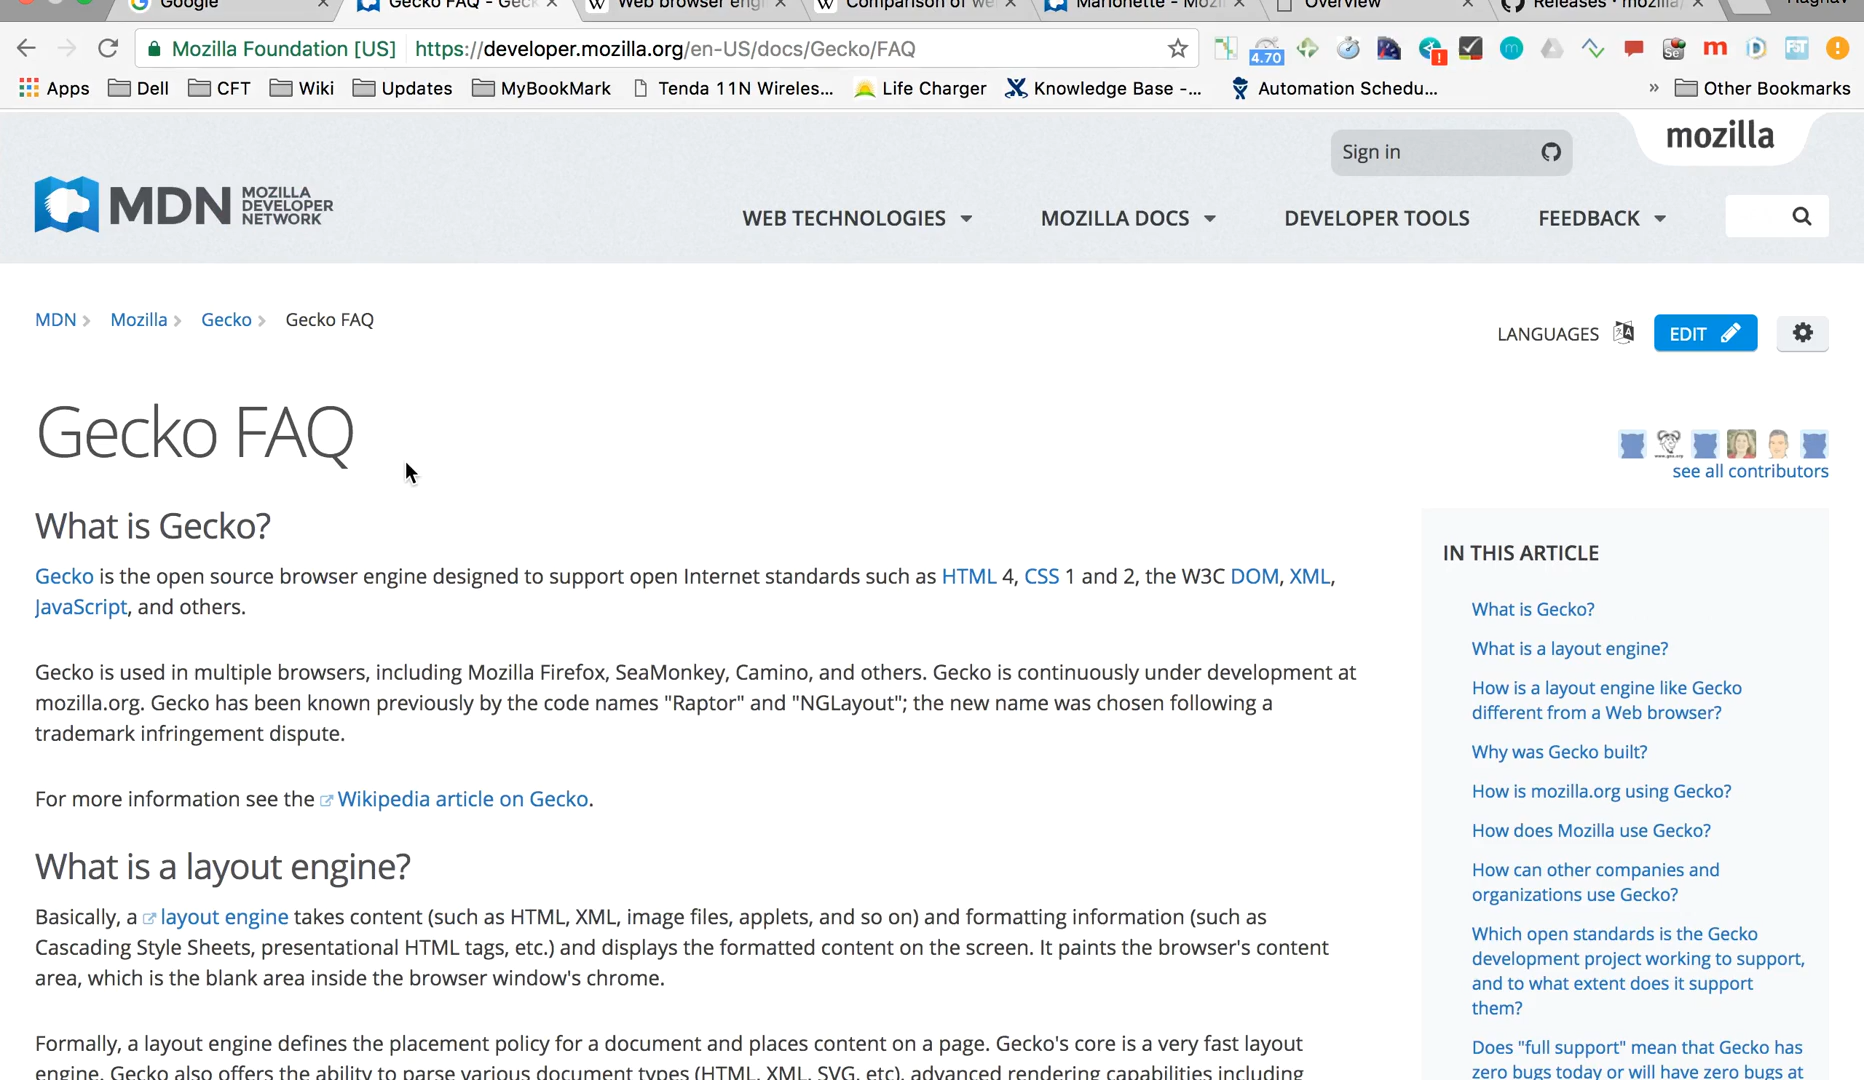 Google
Gecko FAQ - Geck
Web browser engi
Comparison of we
Marionette - Mozi
Overview
Releases · mozilla/
Raghav
Mozilla Foundation [US] https://developer.mozilla.org/en-US/docs/Gecko/FAQ
4.70
Apps Dell CFT Wiki Updates MyBookMark Tenda 11N Wireles... Life Charger Knowledge Base -... Automation Schedu... » Other Bookmarks
Sign in
mozilla
MDN MOZILLA DEVELOPER NETWORK
WEB TECHNOLOGIES MOZILLA DOCS DEVELOPER TOOLS FEEDBACK
MDN Mozilla Gecko Gecko FAQ
LANGUAGES EDIT
Gecko FAQ
see all contributors
What is Gecko?
Gecko is the open source browser engine designed to support open Internet standards such as HTML 4, CSS 1 and 2, the W3C DOM, XML,
JavaScript, and others.
Gecko is used in multiple browsers, including Mozilla Firefox, SeaMonkey, Camino, and others. Gecko is continuously under development at
mozilla.org. Gecko has been known previously by the code names "Raptor" and "NGLayout"; the new name was chosen following a
trademark infringement dispute.
For more information see the Wikipedia article on Gecko.
What is a layout engine?
Basically, a layout engine takes content (such as HTML, XML, image files, applets, and so on) and formatting information (such as
Cascading Style Sheets, presentational HTML tags, etc.) and displays the formatted content on the screen. It paints the browser's content
area, which is the blank area inside the browser window's chrome.
Formally, a layout engine defines the placement policy for a document and places content on a page. Gecko's core is a very fast layout
engine. Gecko also offers the ability to parse various document types (HTML, XML, SVG, etc), advanced rendering capabilities including
IN THIS ARTICLE
What is Gecko?
What is a layout engine?
How is a layout engine like Gecko
different from a Web browser?
Why was Gecko built?
How is mozilla.org using Gecko?
How does Mozilla use Gecko?
How can other companies and
organizations use Gecko?
Which open standards is the Gecko
development project working to support,
and to what extent does it support
them?
Does "full support" mean that Gecko has
zero bugs today or will have zero bugs at